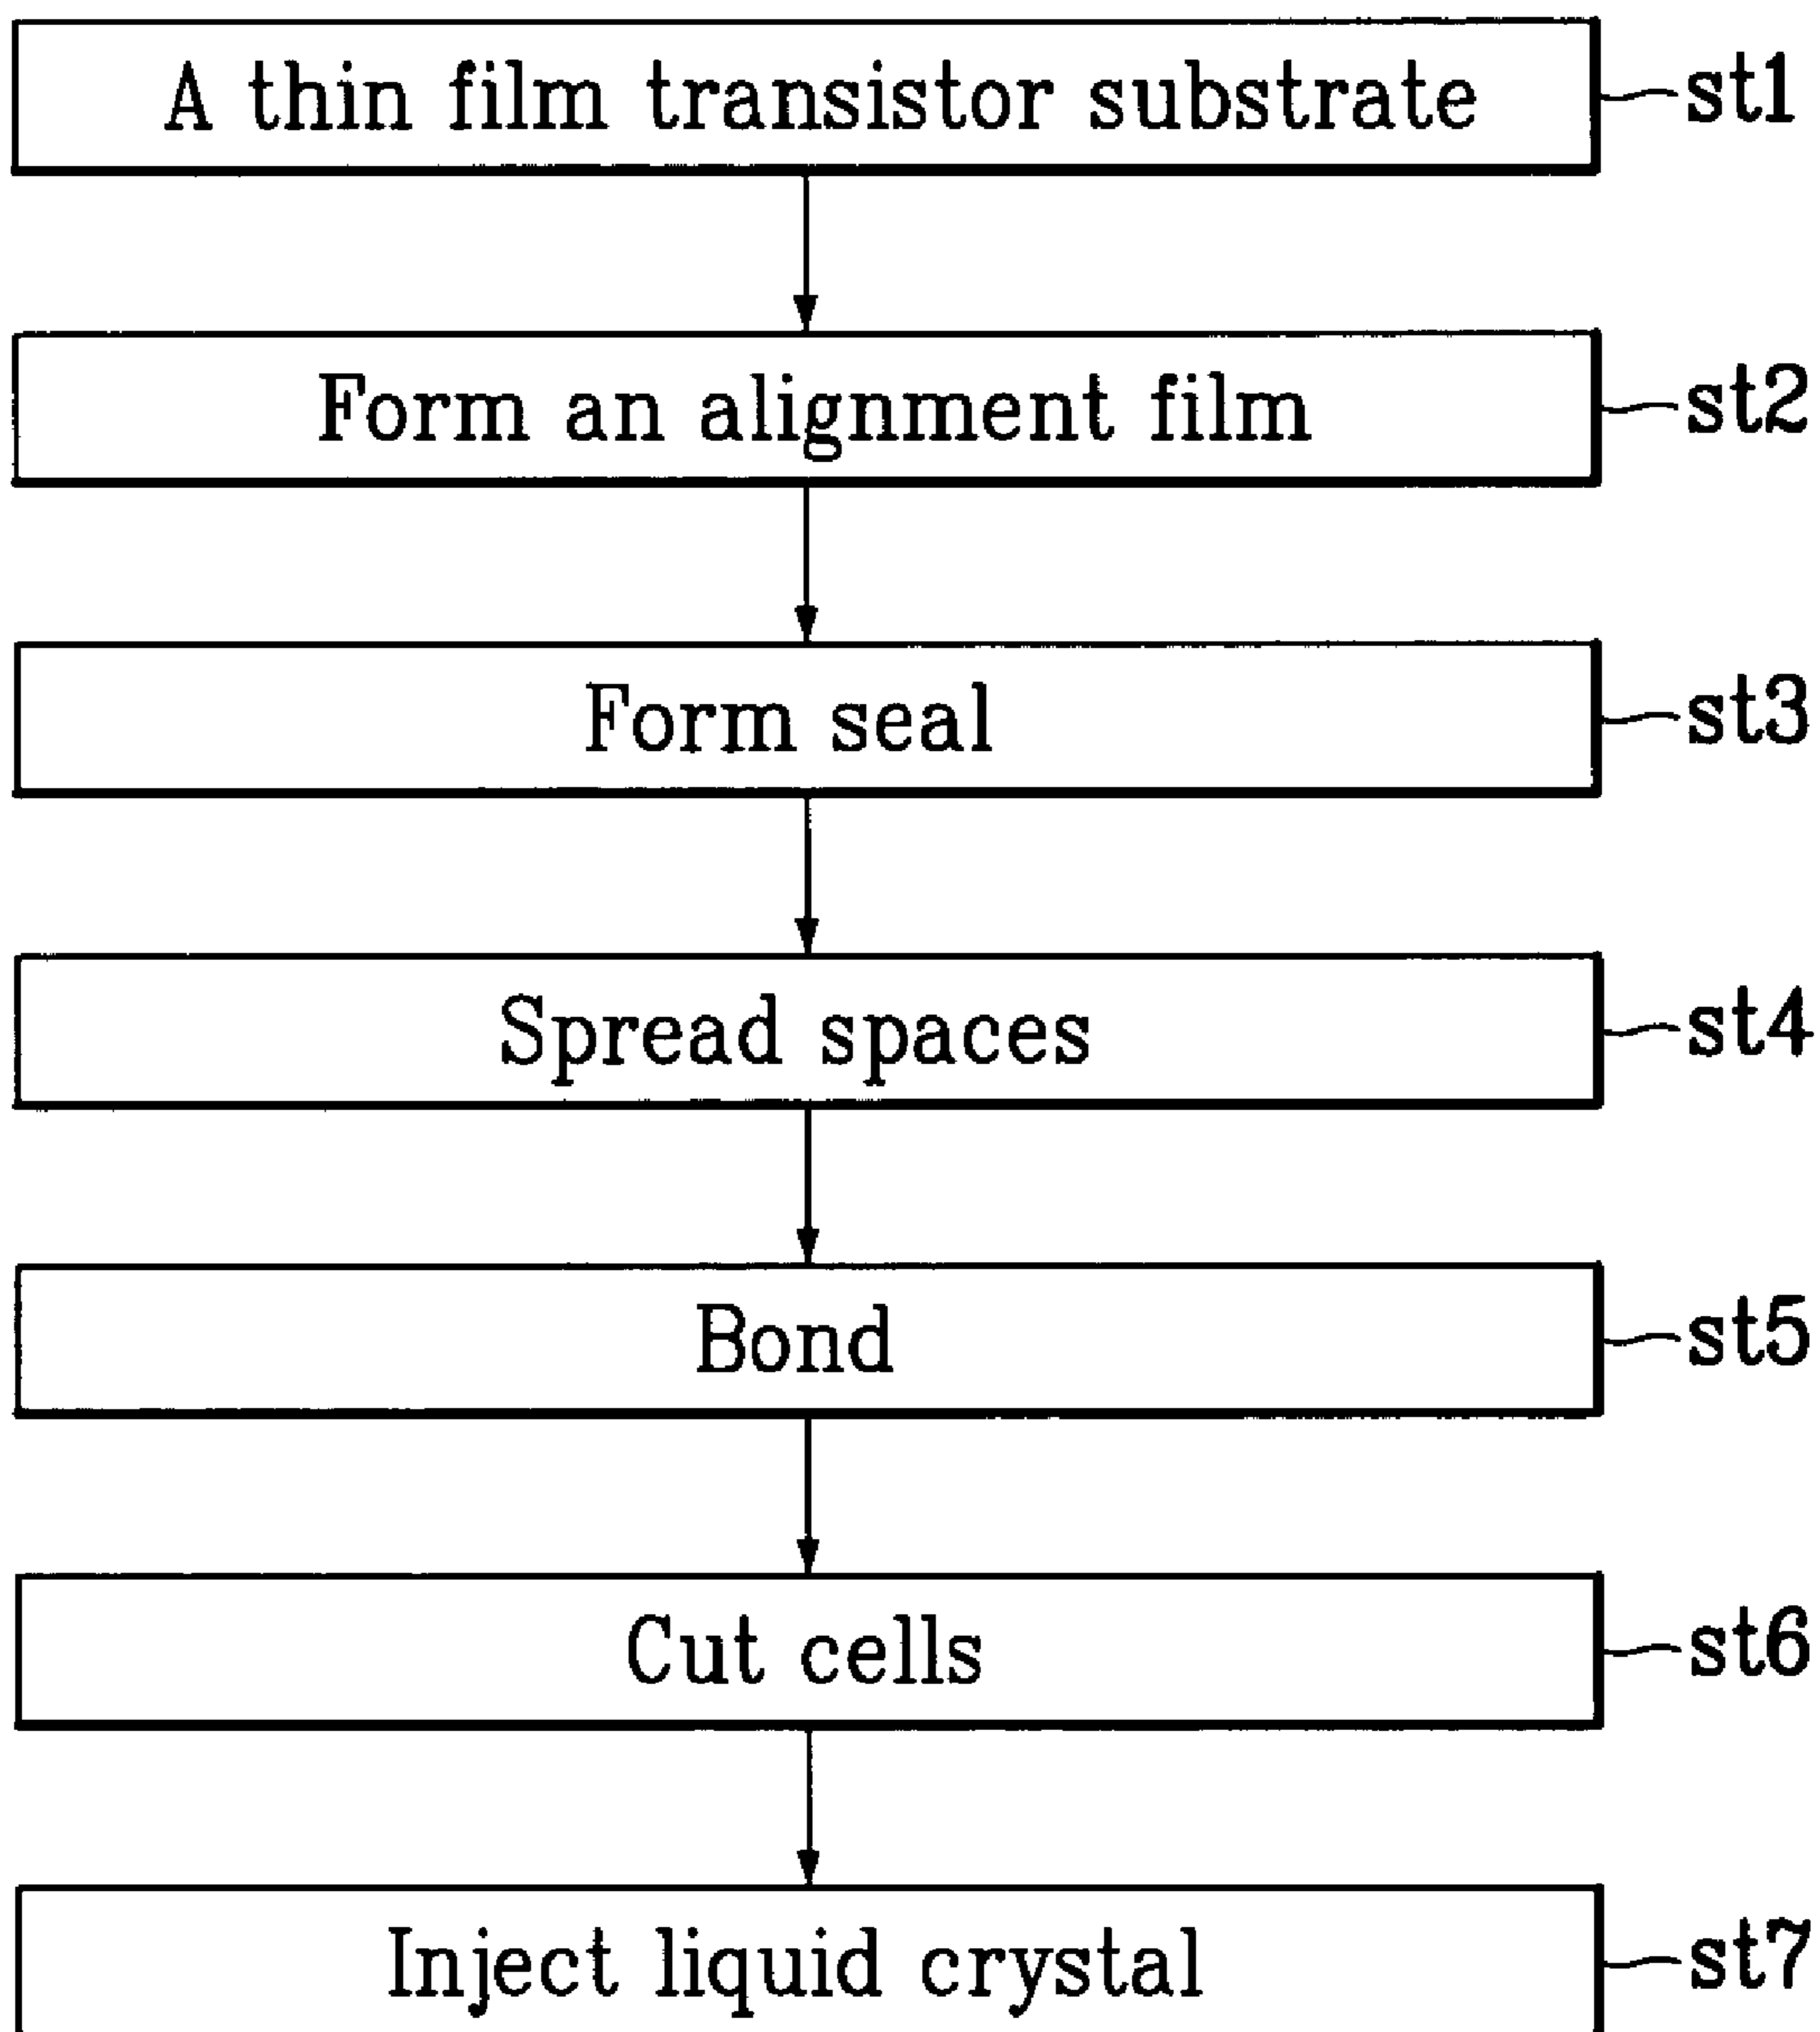 A thin film transistor substrate st1
Form an alignment film st2
Form seal st3
Spread spaces st4
Bond st5
Cut cells st6
Inject liquid crystal st7